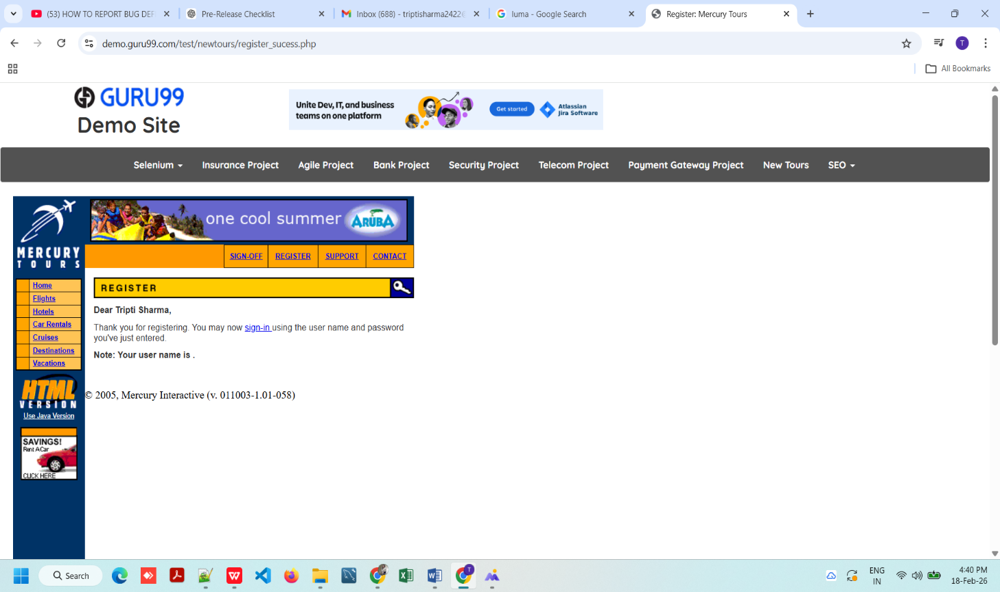 (53) HOW TO REPORT BUG DEF
Pre-Release Checklist
Inbox (688) - triptisharma2422@
luma - Google Search
Register: Mercury Tours
demo.guru99.com/test/newtours/register_sucess.php
T
All Bookmarks
GURU99
Demo Site
Unite Dev, IT, and business
teams on one platform
Get started
Atlassian
Jira Software
Selenium
Insurance Project
Agile Project
Bank Project
Security Project
Telecom Project
Payment Gateway Project
New Tours
SEO
one cool summer
ARUBA
MERCURY
TOURS
SIGN-OFF
REGISTER
SUPPORT
CONTACT
Home
Flights
Hotels
Car Rentals
Cruises
Destinations
Vacations
REGISTER
Dear Tripti Sharma,
Thank you for registering. You may now sign-in using the user name and password
you've just entered.
Note: Your user name is .
HTML
VERSION
Use Java Version
© 2005, Mercury Interactive (v. 011003-1.01-058)
SAVINGS!
Rent A Car
CLICK HERE
Search
T
ENG
IN
4:40 PM
18-Feb-26